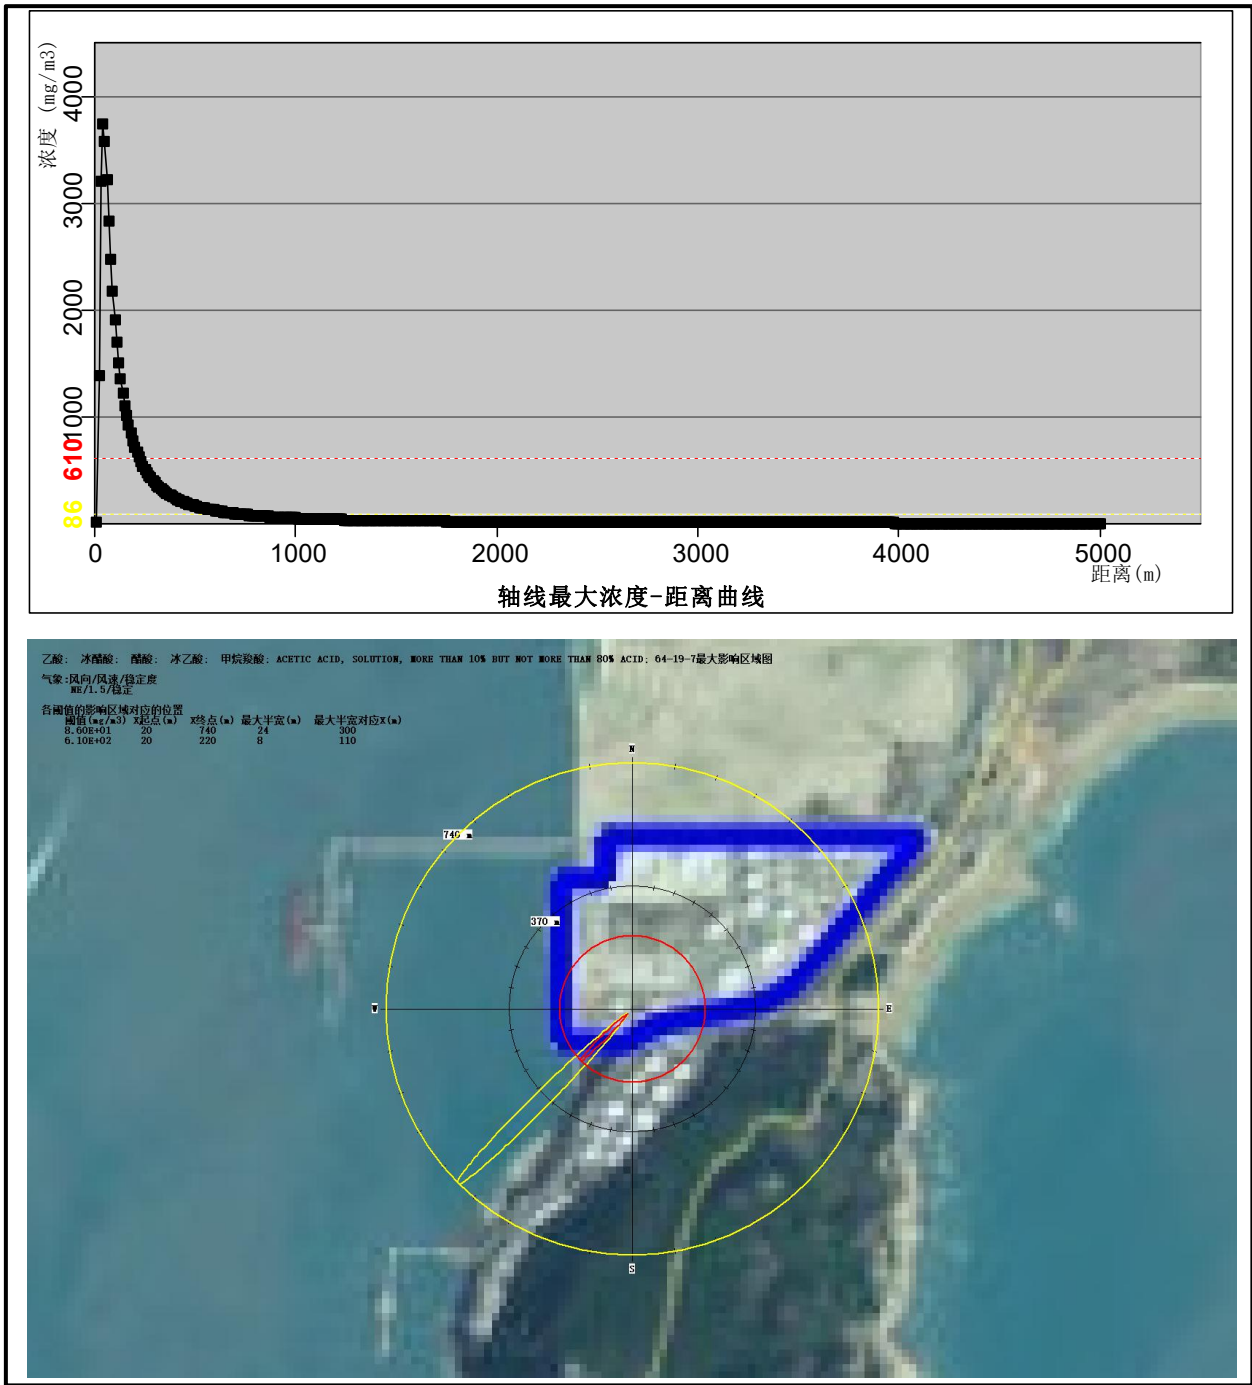 浓度 (mg/m3)
4000
3000
2000
1000
610
86
0 1000 2000 3000 4000 5000
距离(m)
轴线最大浓度-距离曲线
乙酸； 冰醋酸； 醋酸； 冰乙酸； 甲烷羧酸；ACETIC ACID, SOLUTION, MORE THAN 10% BUT NOT MORE THAN 80% ACID; 64-19-7最大影响区域图
气象:风向/风速/稳定度
NE/1.5/稳定
各阈值的影响区域对应的位置
阈值(mg/m3) X起点(m) X终点(m) 最大半宽(m) 最大半宽对应X(m)
8.60E+01 20 740 24 300
6.10E+02 20 220 8 110
N
740 m
370 m
W
E
S